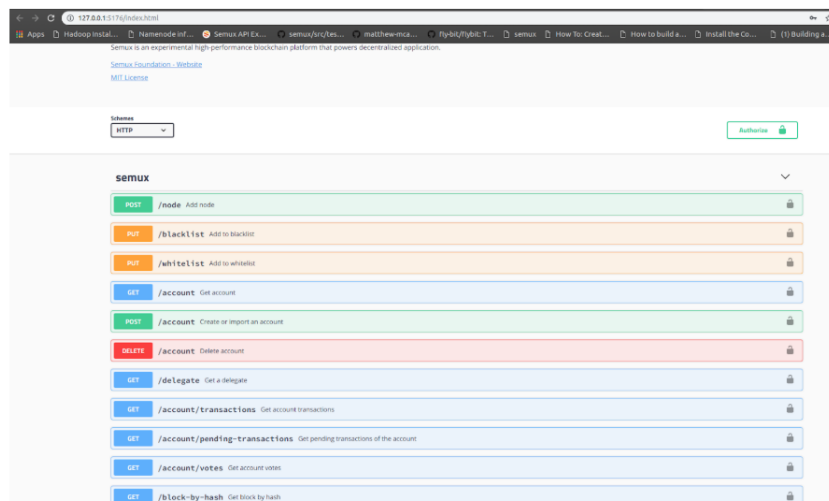 127.0.0.1:5176/index.html
Apps Hadoop Instal... Namenode inf... Semux API Ex... semux/src/tes... matthew-mca... fly-bit/flybit: T... semux How To: Creat... How to build a... Install the Co... (1) Building a...
Semux is an experimental high-performance blockchain platform that powers decentralized application.
Semux Foundation - Website
MIT License
Schemes
HTTP
Authorize
semux
POST /node Add node
PUT /blacklist Add to blacklist
PUT /whitelist Add to whitelist
GET /account Get account
POST /account Create or import an account
DELETE /account Delete account
GET /delegate Get a delegate
GET /account/transactions Get account transactions
GET /account/pending-transactions Get pending transactions of the account
GET /account/votes Get account votes
GET /block-by-hash Get block by hash